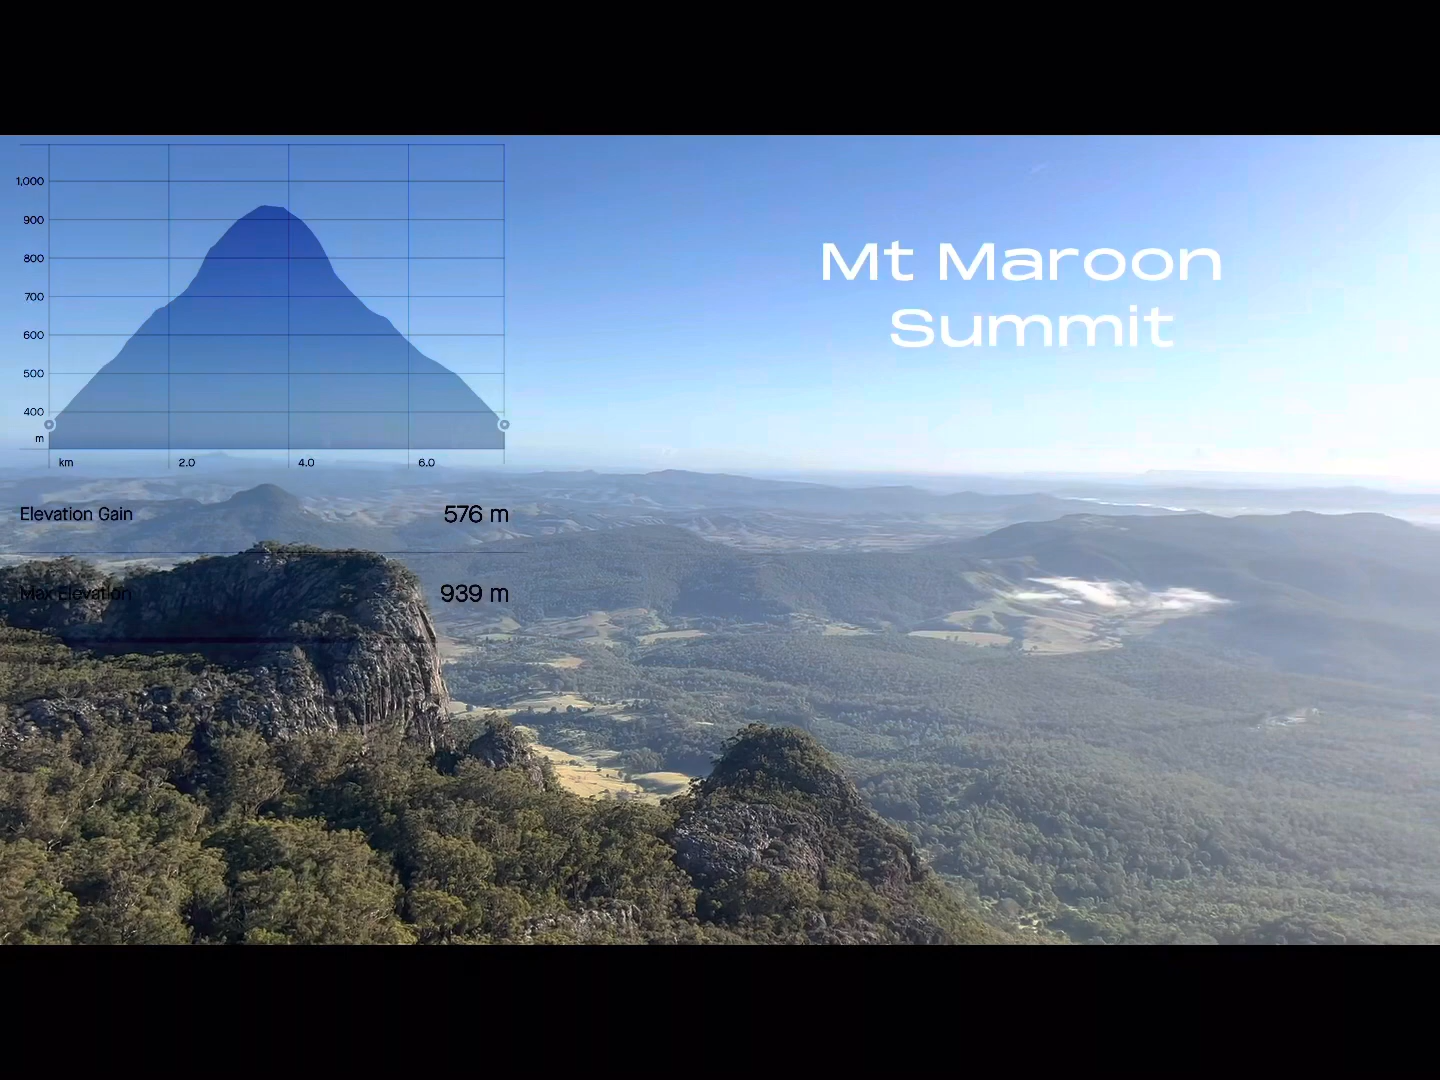 1,000
900
800
700
600
500
400
m
km 2.0 4.0 6.0
Mt Maroon
Summit
Elevation Gain 576 m
Max Elevation 939 m